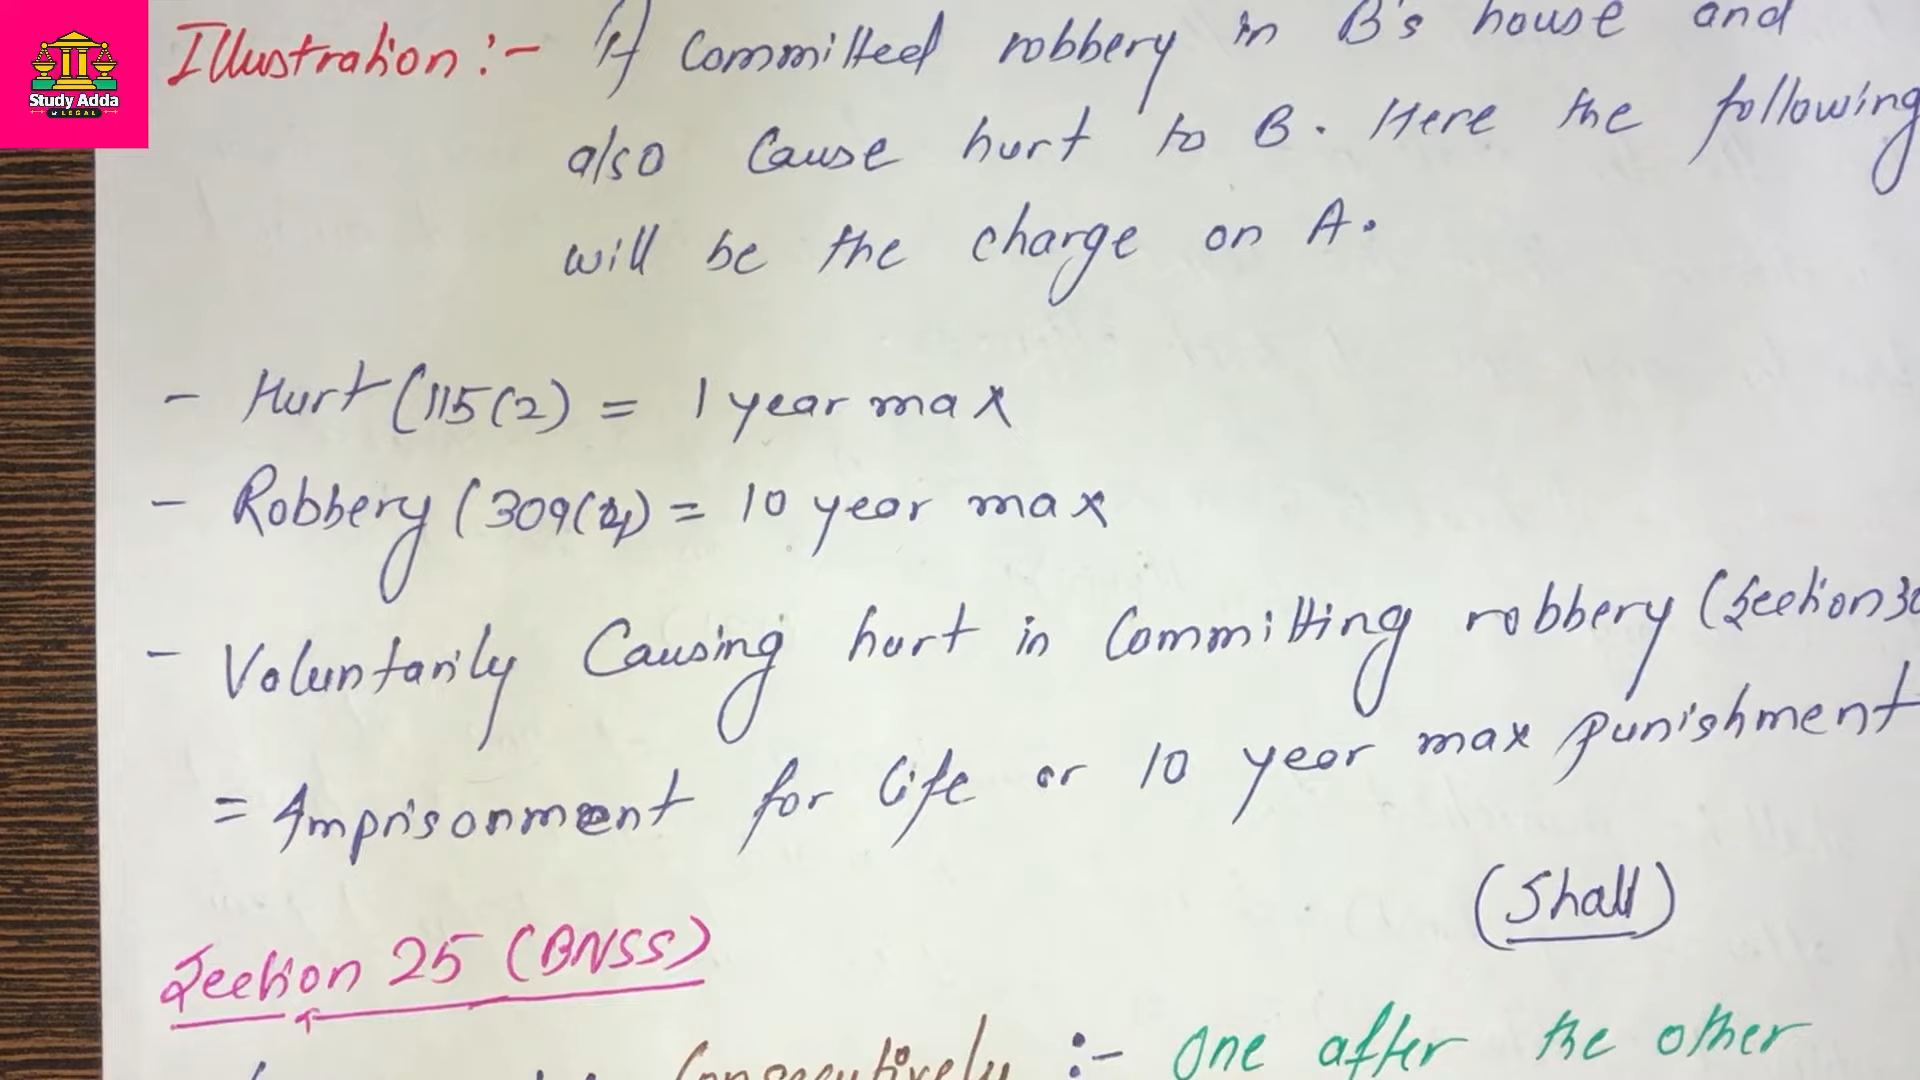 Study Adda
LEGAL
Illustration :- A committed robbery in B's house and
also cause hurt to B. Here the following
will be the charge on A.
- Hurt (115(2) = 1 year max
- Robbery (309(4) = 10 year max
- Voluntarily Causing hurt in Committing robbery (Section 30
= Imprisonment for life or 10 year max punishment
(Shall)
Section 25 (BNSS)
Consecutively :- One after the other